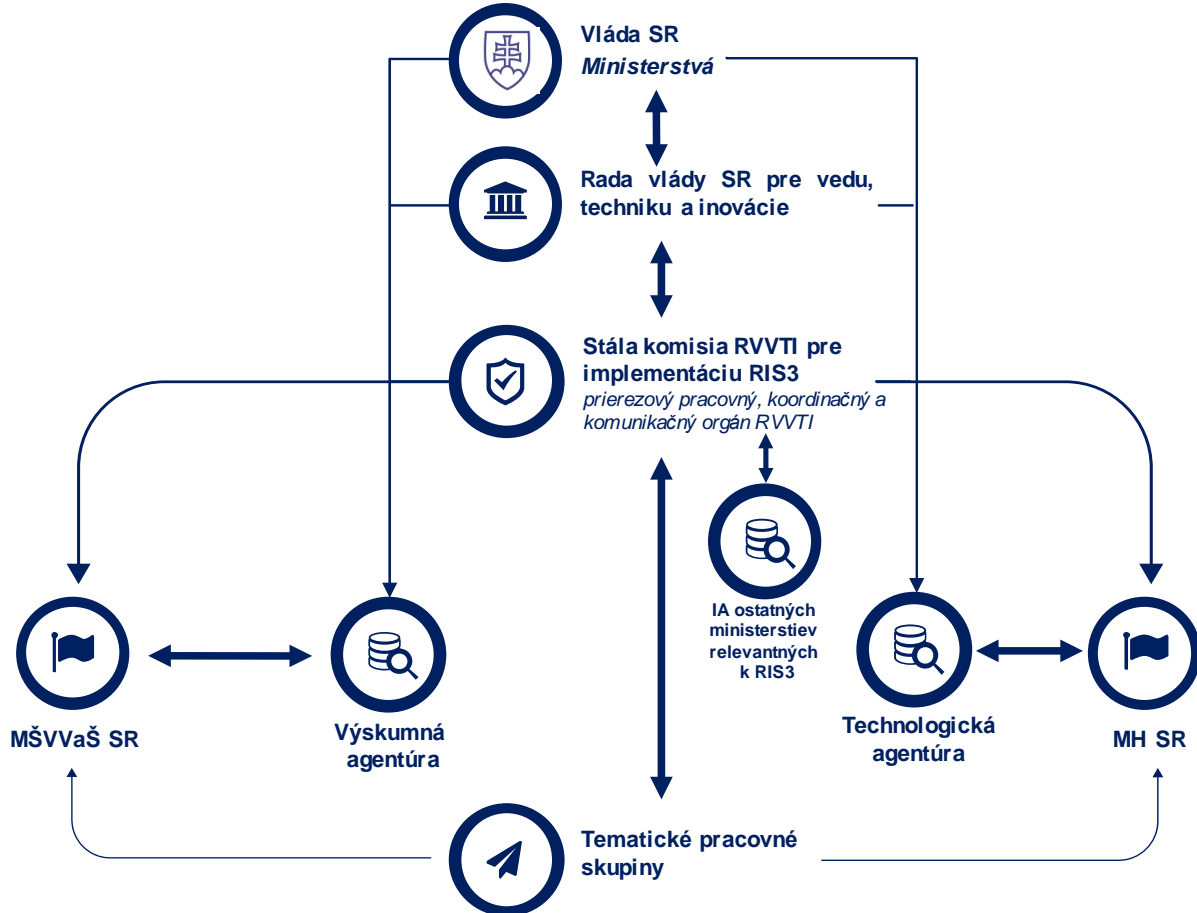 Vláda SR
Ministerstvá
Rada vlády SR pre vedu,
techniku a inovácie
Stála komisia RVVTI pre
implementáciu RIS3
prierezový pracovný, koordinačný a
komunikačný orgán RVVTI
IA ostatných
ministerstiev
relevantných
k RIS3
MŠVVaŠ SR
Výskumná
agentúra
Technologická
agentúra
MH SR
Tematické pracovné
skupiny